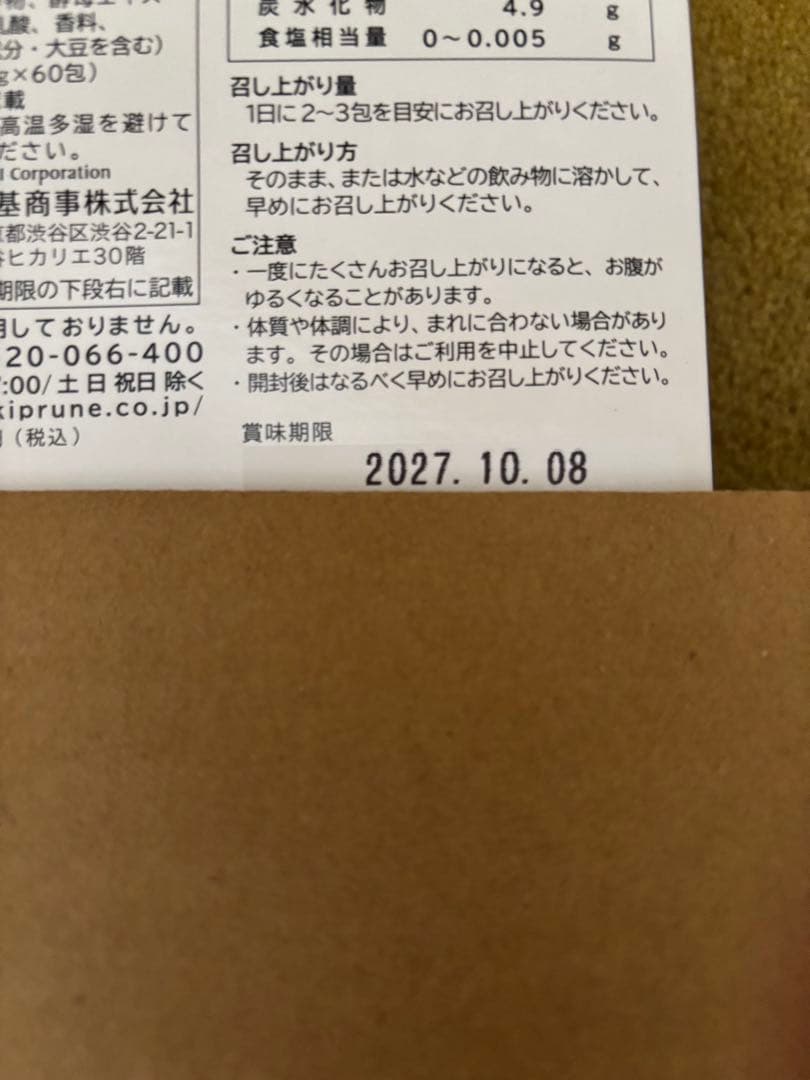 炭水化物 4.9 g
食塩相当量 0～0.005 g
乳酸、香料、
分・大豆を含む）
g×60包）
載
高温多湿を避けて
ださい。
Corporation
基商事株式会社
都渋谷区渋谷2-21-1
ヒカリエ30階
期限の下段右に記載
用しておりません。
20-066-400
:00/土日祝日除く
kiprune.co.jp/
（税込）
召し上がり量
1日に2～3包を目安にお召し上がりください。
召し上がり方
そのまま、または水などの飲み物に溶かして、
早めにお召し上がりください。
ご注意
・一度にたくさんお召し上がりになると、お腹が
ゆるくなることがあります。
・体質や体調により、まれに合わない場合があり
ます。その場合はご利用を中止してください。
・開封後はなるべく早めにお召し上がりください。
賞味期限
2027.10.08